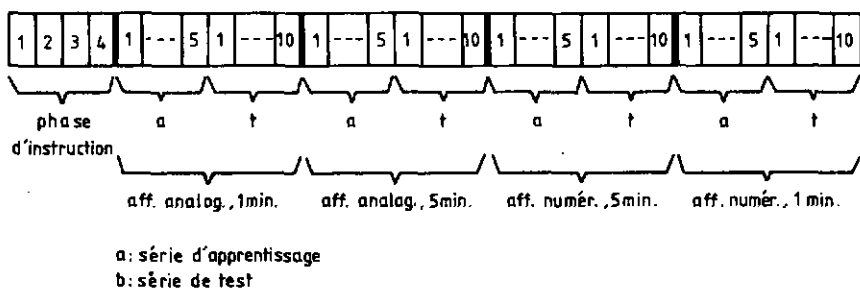 1 2 3 4 1 --- 5 1 --- 10 1 --- 5 1 --- 10 1 --- 5 1 --- 10 1 --- 5 1 --- 10
phase a t a t a t a t
d'instruction
aff. analog., 1min. aff. analog., 5min. aff. numér., 5min. aff. numér., 1 min.
a: série d'apprentissage
b: série de test